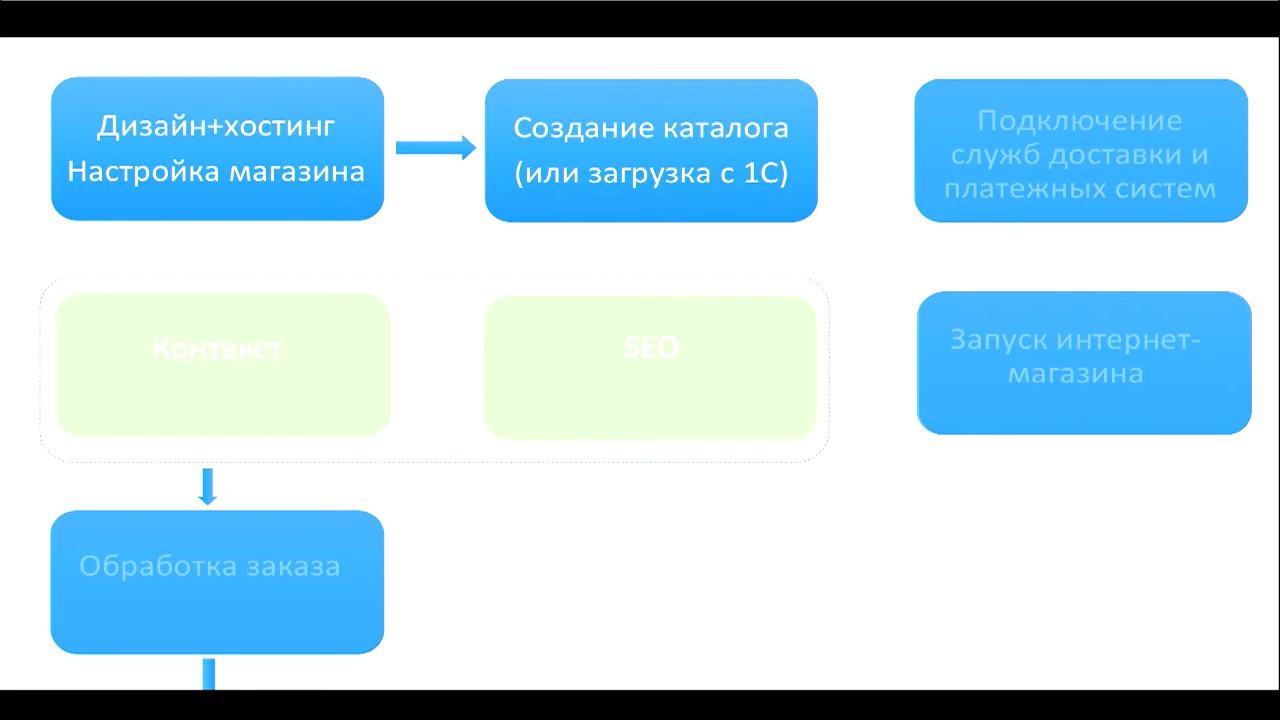 Дизайн+хостинг
Настройка магазина
Создание каталога
(или загрузка с 1С)
Подключение
служб доставки и
платежных систем
Контекст
SEO
Запуск интернет-
магазина
Обработка заказа